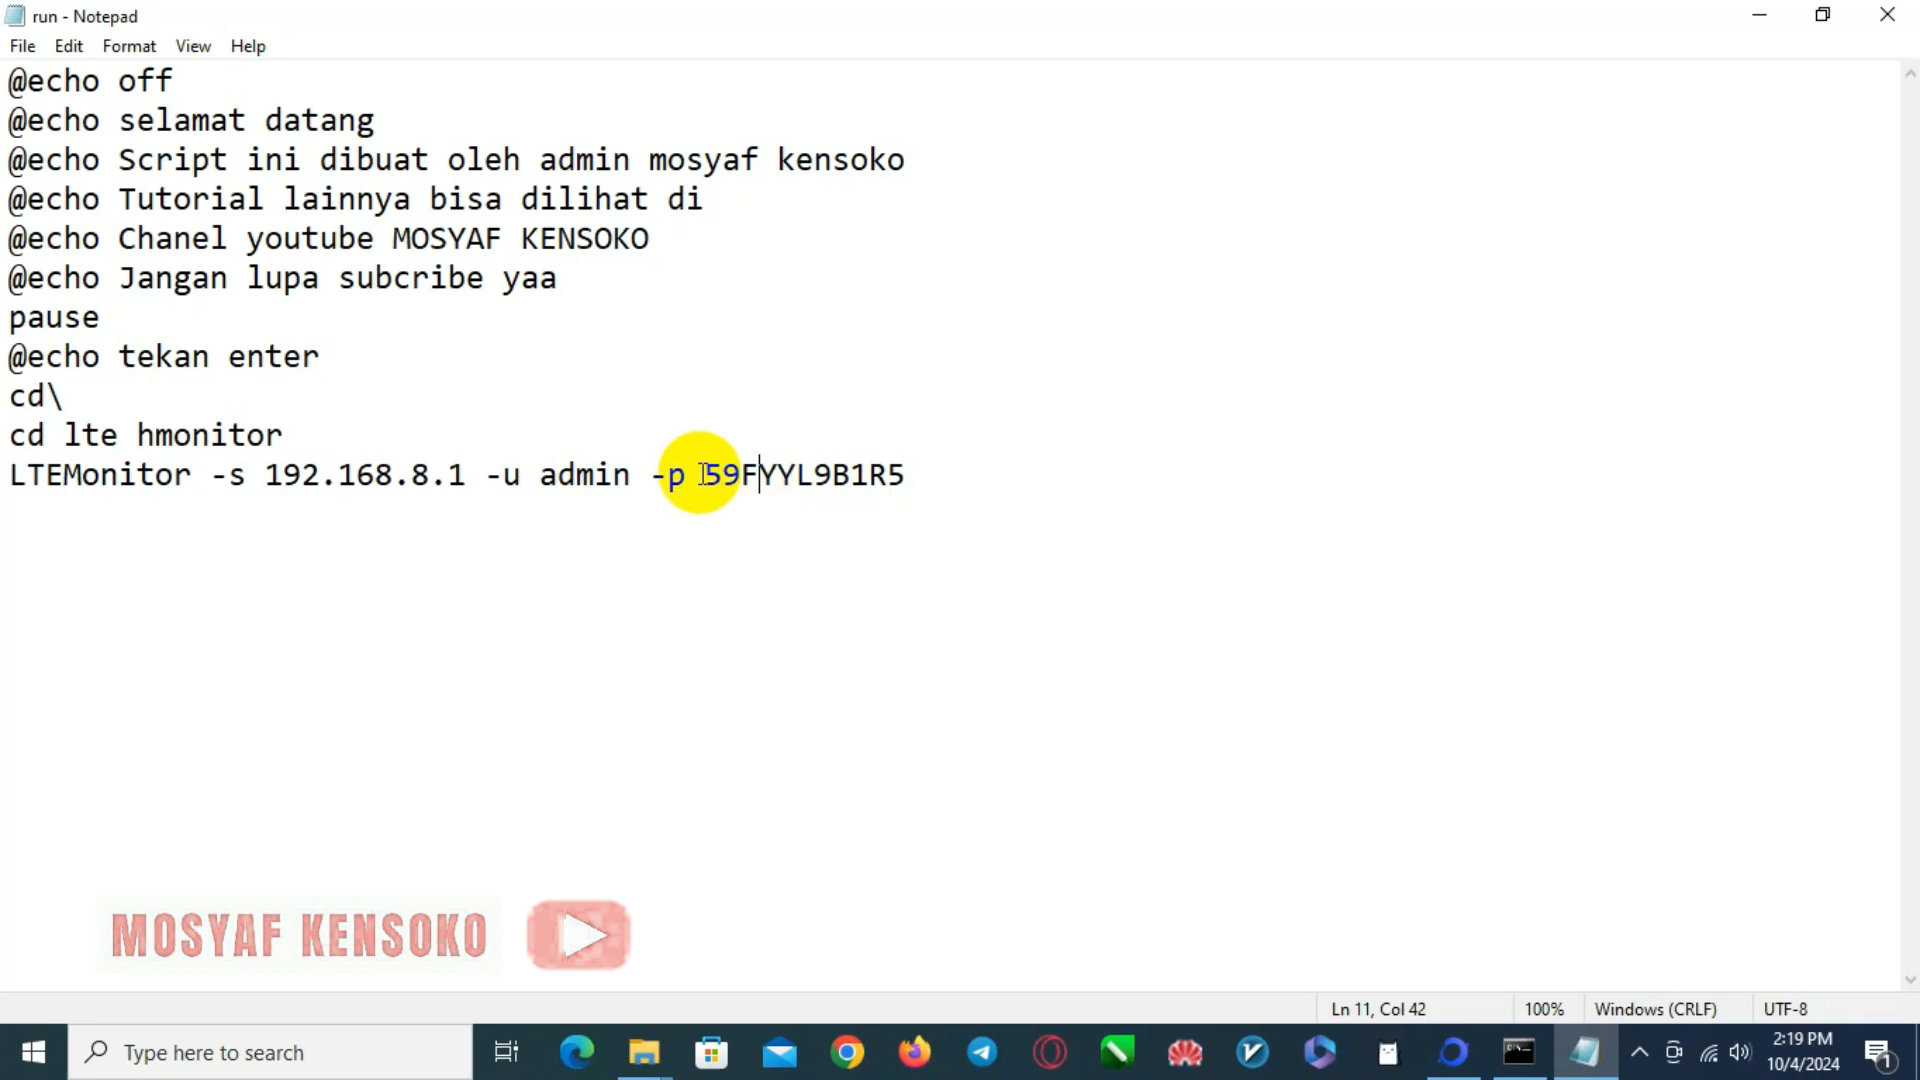 run - Notepad
File Edit Format View Help
@echo off
@echo selamat datang
@echo Script ini dibuat oleh admin mosyaf kensoko
@echo Tutorial lainnya bisa dilihat di
@echo Chanel youtube MOSYAF KENSOKO
@echo Jangan lupa subcribe yaa
pause
@echo tekan enter
cd\
cd lte hmonitor
LTEMonitor -s 192.168.8.1 -u admin -p 59FYYL9B1R5
MOSYAF KENSOKO
Ln 11, Col 42 100% Windows (CRLF) UTF-8
Type here to search
2:19 PM
10/4/2024
1